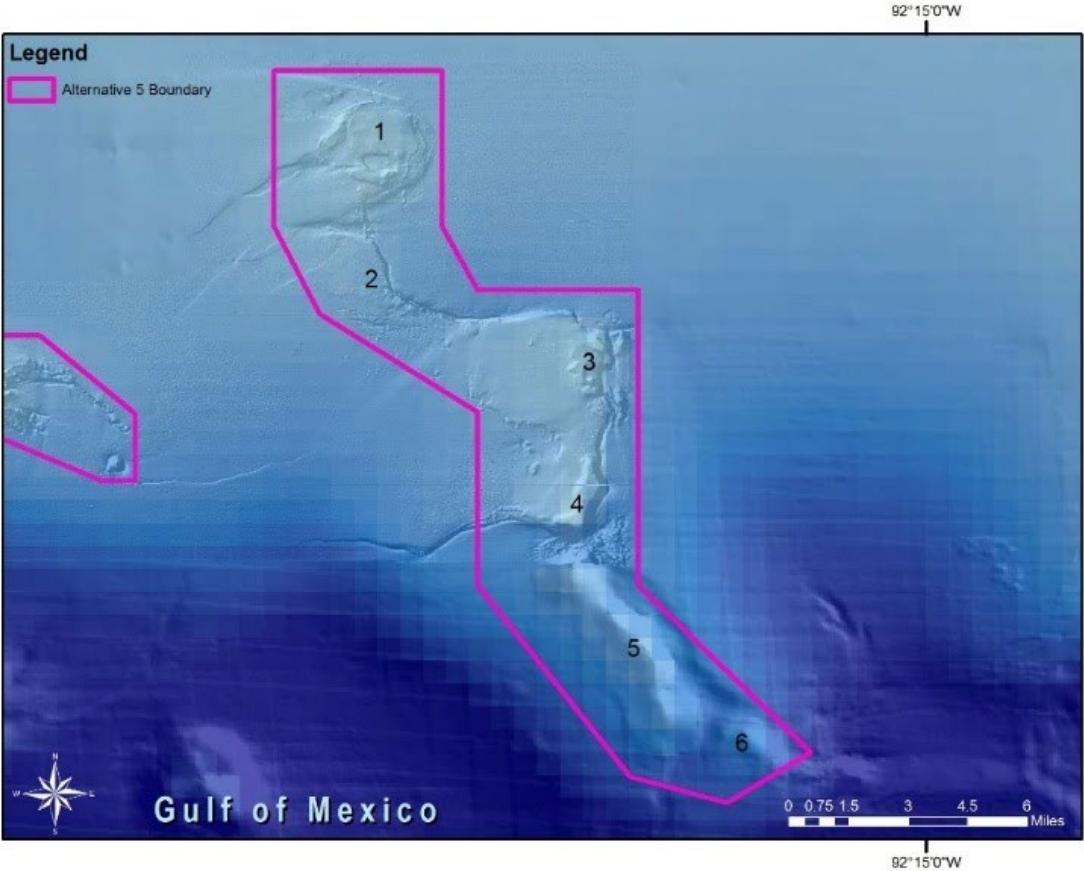 92°15'0"W
Legend
Alternative 5 Boundary
1
2
3
4
5
6
N
W E
S
Gulf of Mexico
0 0.75 1.5 3 4.5 6
Miles
92°15'0"W